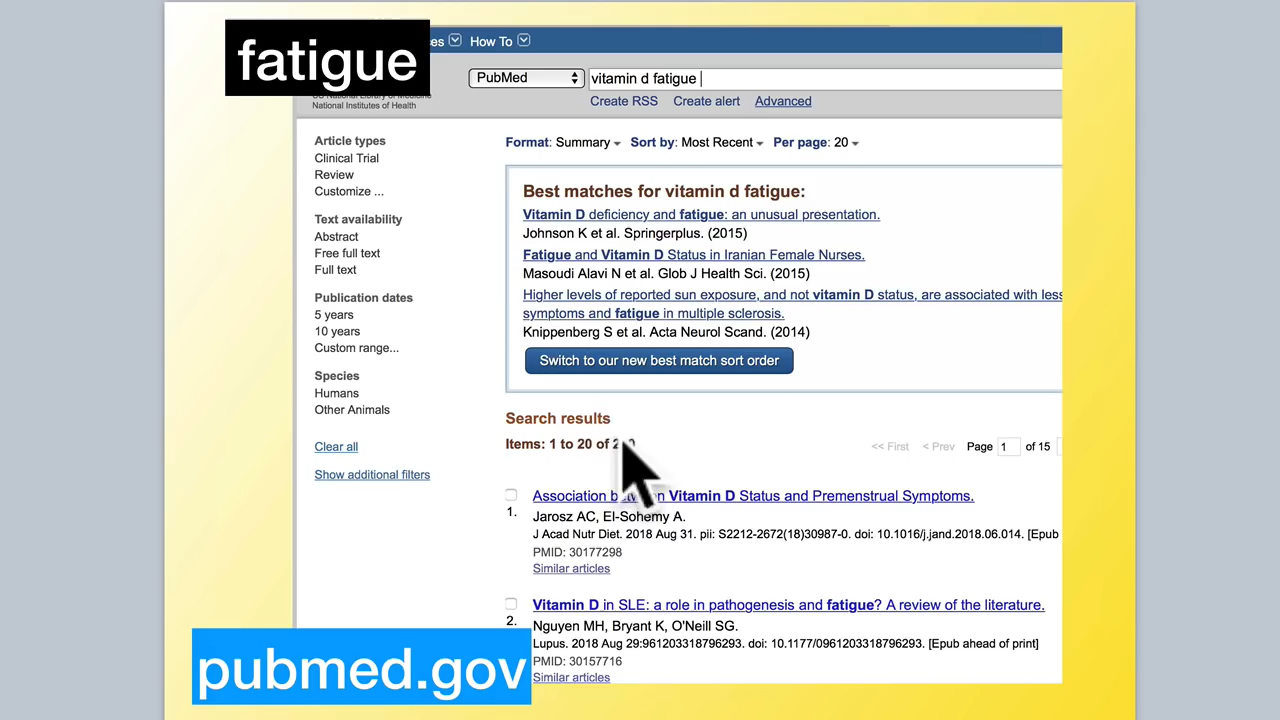 fatigue
ces How To
PubMed vitamin d fatigue
National Institutes of Health
Create RSS Create alert Advanced
Article types
Clinical Trial
Review
Customize ...
Text availability
Abstract
Free full text
Full text
Publication dates
5 years
10 years
Custom range...
Species
Humans
Other Animals
Clear all
Show additional filters
Format: Summary Sort by: Most Recent Per page: 20
Best matches for vitamin d fatigue:
Vitamin D deficiency and fatigue: an unusual presentation.
Johnson K et al. Springerplus. (2015)
Fatigue and Vitamin D Status in Iranian Female Nurses.
Masoudi Alavi N et al. Glob J Health Sci. (2015)
Higher levels of reported sun exposure, and not vitamin D status, are associated with less
symptoms and fatigue in multiple sclerosis.
Knippenberg S et al. Acta Neurol Scand. (2014)
Switch to our new best match sort order
Search results
Items: 1 to 20 of
<< First < Prev Page 1 of 15
1. Association between Vitamin D Status and Premenstrual Symptoms.
Jarosz AC, El-Sohemy A.
J Acad Nutr Diet. 2018 Aug 31. pii: S2212-2672(18)30987-0. doi: 10.1016/j.jand.2018.06.014. [Epub
PMID: 30177298
Similar articles
2. Vitamin D in SLE: a role in pathogenesis and fatigue? A review of the literature.
Nguyen MH, Bryant K, O'Neill SG.
Lupus. 2018 Aug 29:961203318796293. doi: 10.1177/0961203318796293. [Epub ahead of print]
PMID: 30157716
Similar articles
pubmed.gov